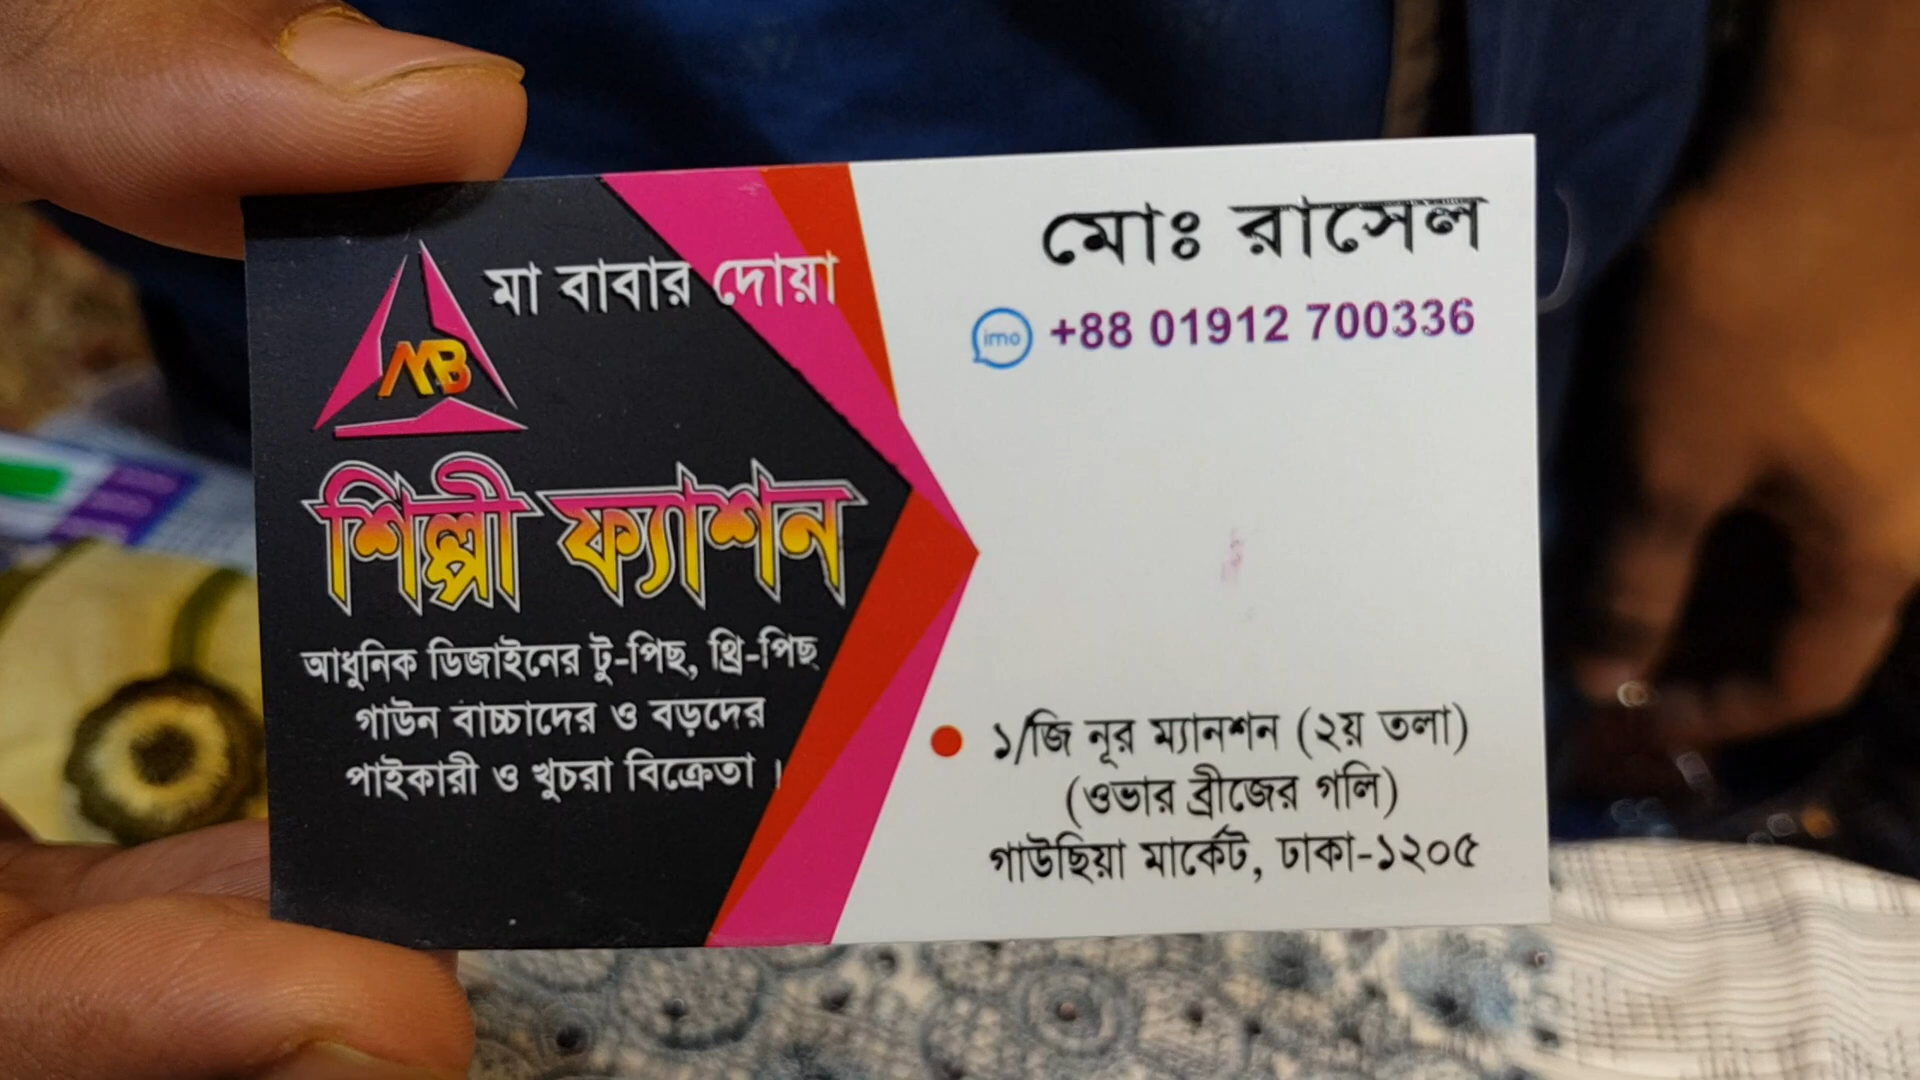 মা বাবার দোয়া
MB
শিল্পী ফ্যাশন
আধুনিক ডিজাইনের টু-পিছ, থ্রি-পিছ
গাউন বাচ্চাদের ও বড়দের
পাইকারী ও খুচরা বিক্রেতা ।
মোঃ রাসেল
imo +88 01912 700336
১/জি নূর ম্যানশন (২য় তলা)
(ওভার ব্রীজের গলি)
গাউছিয়া মার্কেট, ঢাকা-১২০৫